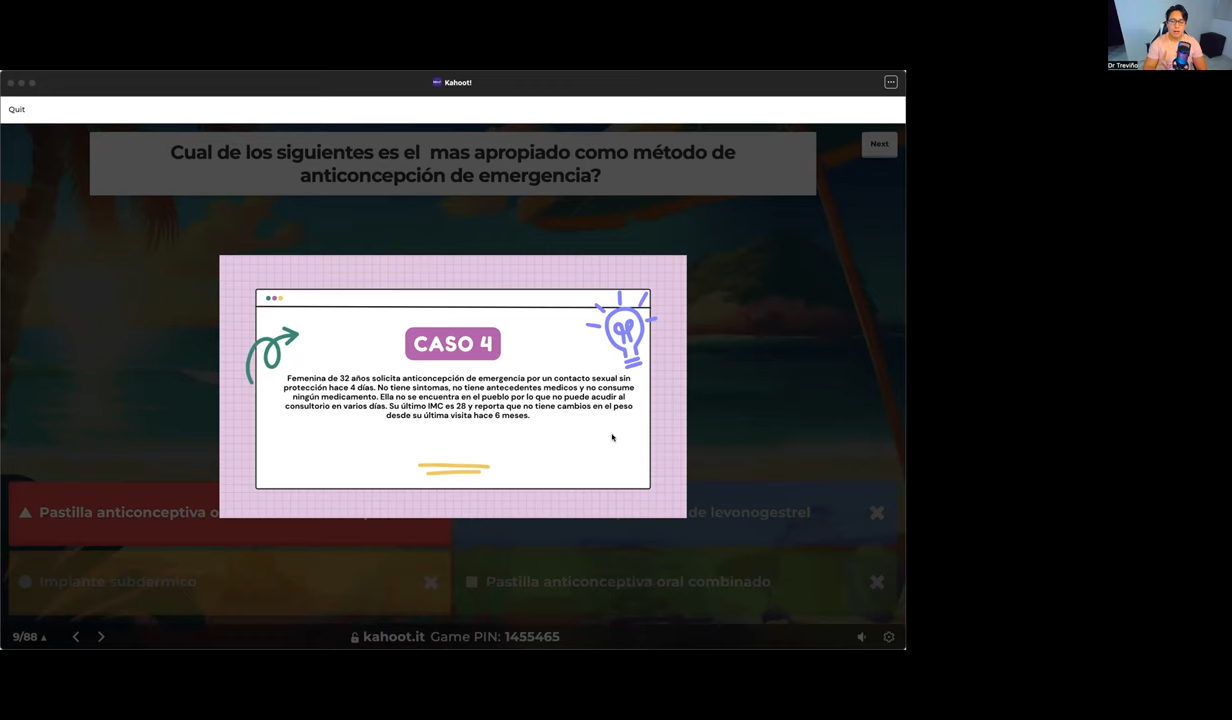 Dr Treviño
Kahoot!
Quit
Cual de los siguientes es el mas apropiado como método de
anticoncepción de emergencia?
Next
CASO 4
Femenina de 32 años solicita anticoncepción de emergencia por un contacto sexual sin
protección hace 4 días. No tiene sintomas, no tiene antecedentes medicos y no consume
ningún medicamento. Ella no se encuentra en el pueblo por lo que no puede acudir al
consultorio en varios días. Su último IMC es 28 y reporta que no tiene cambios en el peso
desde su última visita hace 6 meses.
Pastilla anticonceptiva
de levonogestrel
Implante subdermico
Pastilla anticonceptiva oral combinado
9/88
kahoot.it Game PIN: 1455465